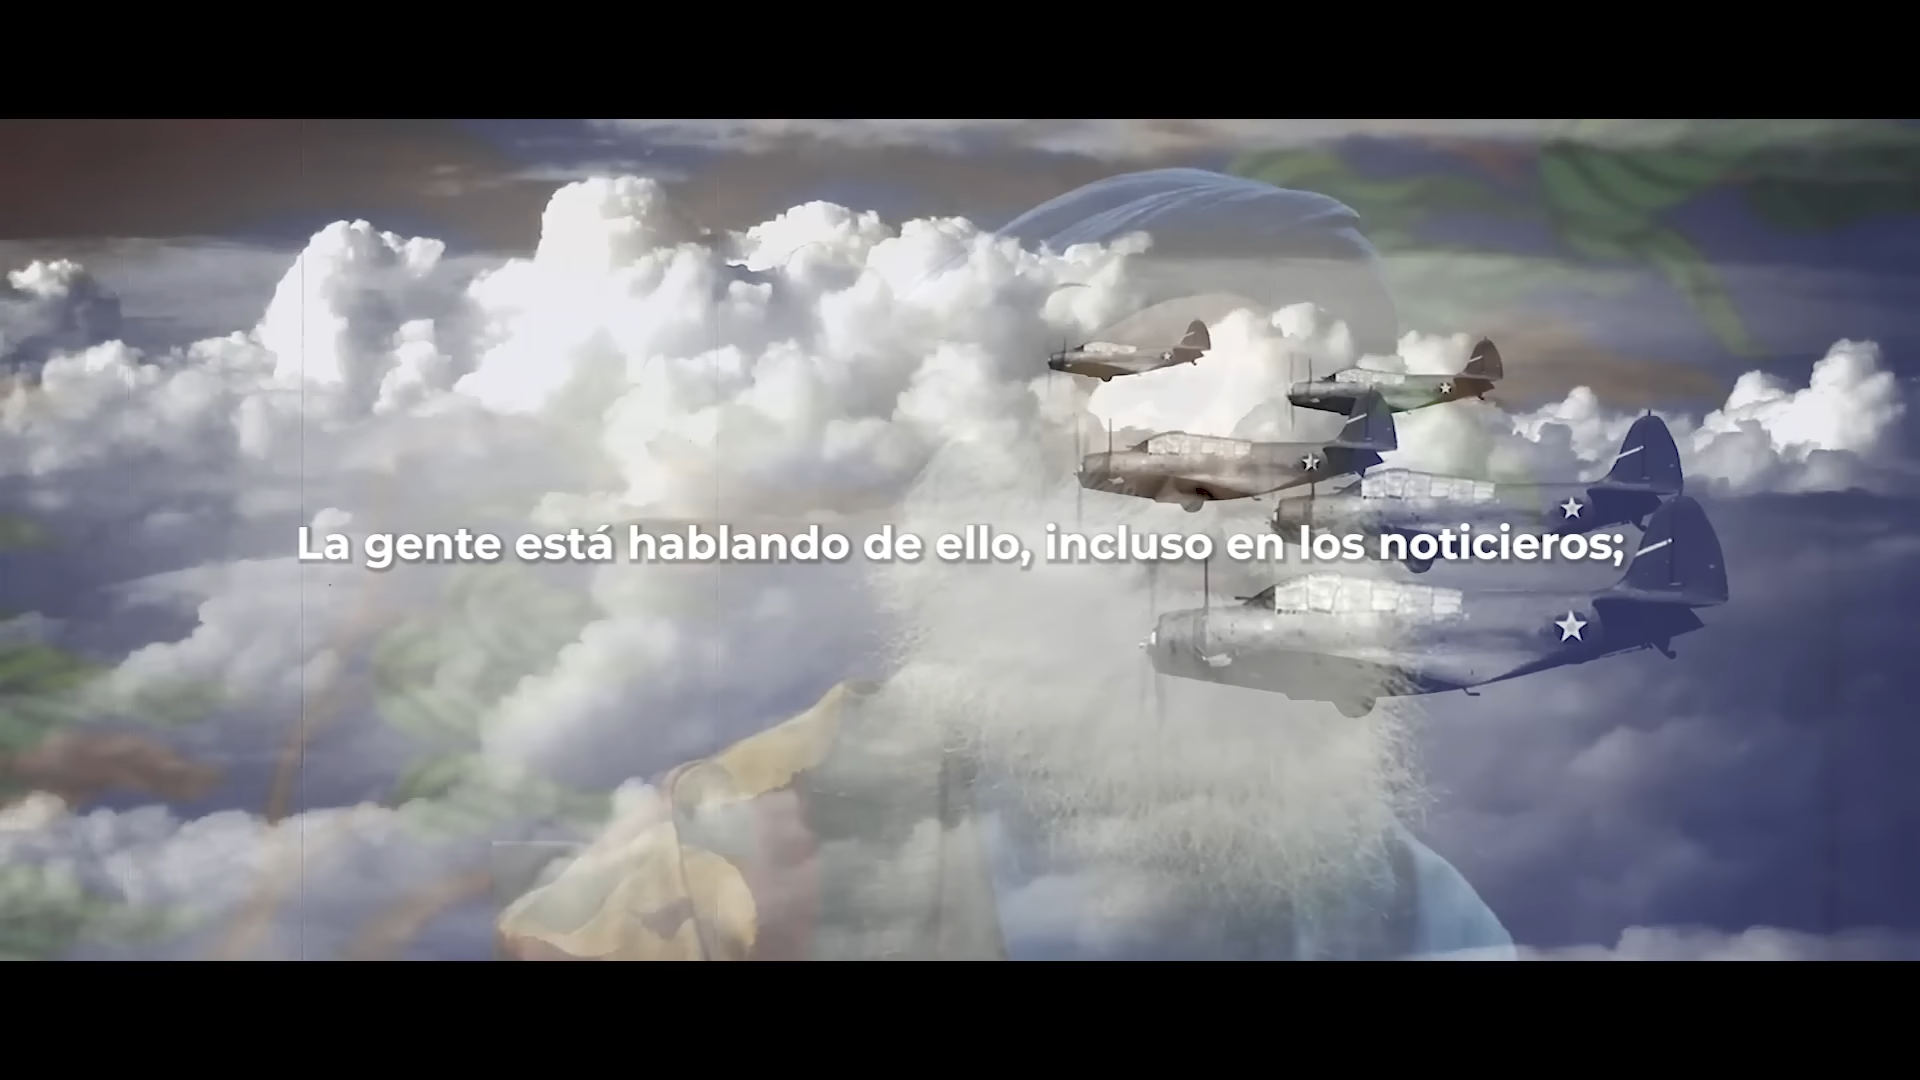 La gente está hablando de ello, incluso en los noticieros;